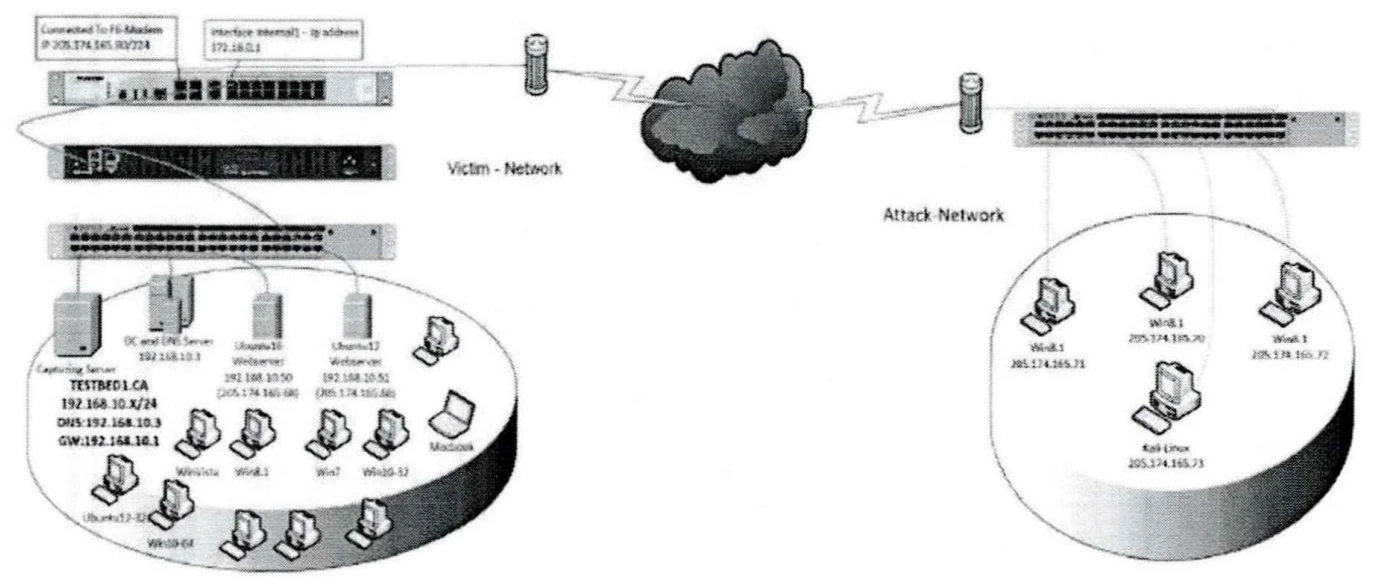 Connected To Fi6-Modem
IP 205.174.165.80/224
Interface Internal1 - Ip address
172.16.0.1
Victim - Network
Attack-Network
Capturing Server
DC and DNS Server
192.168.10.3
Ubuntu16
Webserver
192.168.10.50
(205.174.165.68)
Ubuntu12
Webserver
192.168.10.51
(205.174.165.66)
TESTBED1.CA
192.168.10.X/24
DNS:192.168.10.3
GW:192.168.10.1
WinVista
Win8.1
Win7
Win10-32
Macbook
Ubuntu12-32
Win10-64
Win8.1
205.174.165.71
Win8.1
205.174.165.70
Win8.1
205.174.165.72
Kali-Linux
205.174.165.73